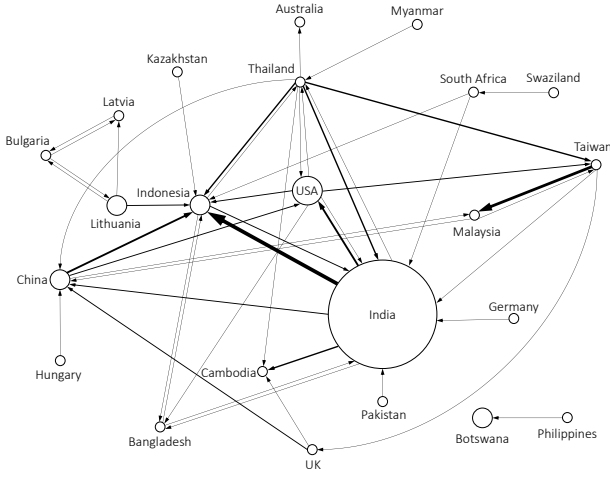 Australia
Myanmar
Kazakhstan
Thailand
South Africa
Swaziland
Latvia
Bulgaria
Taiwan
Indonesia
USA
Lithuania
Malaysia
China
India
Germany
Hungary
Cambodia
Pakistan
Bangladesh
Botswana
Philippines
UK